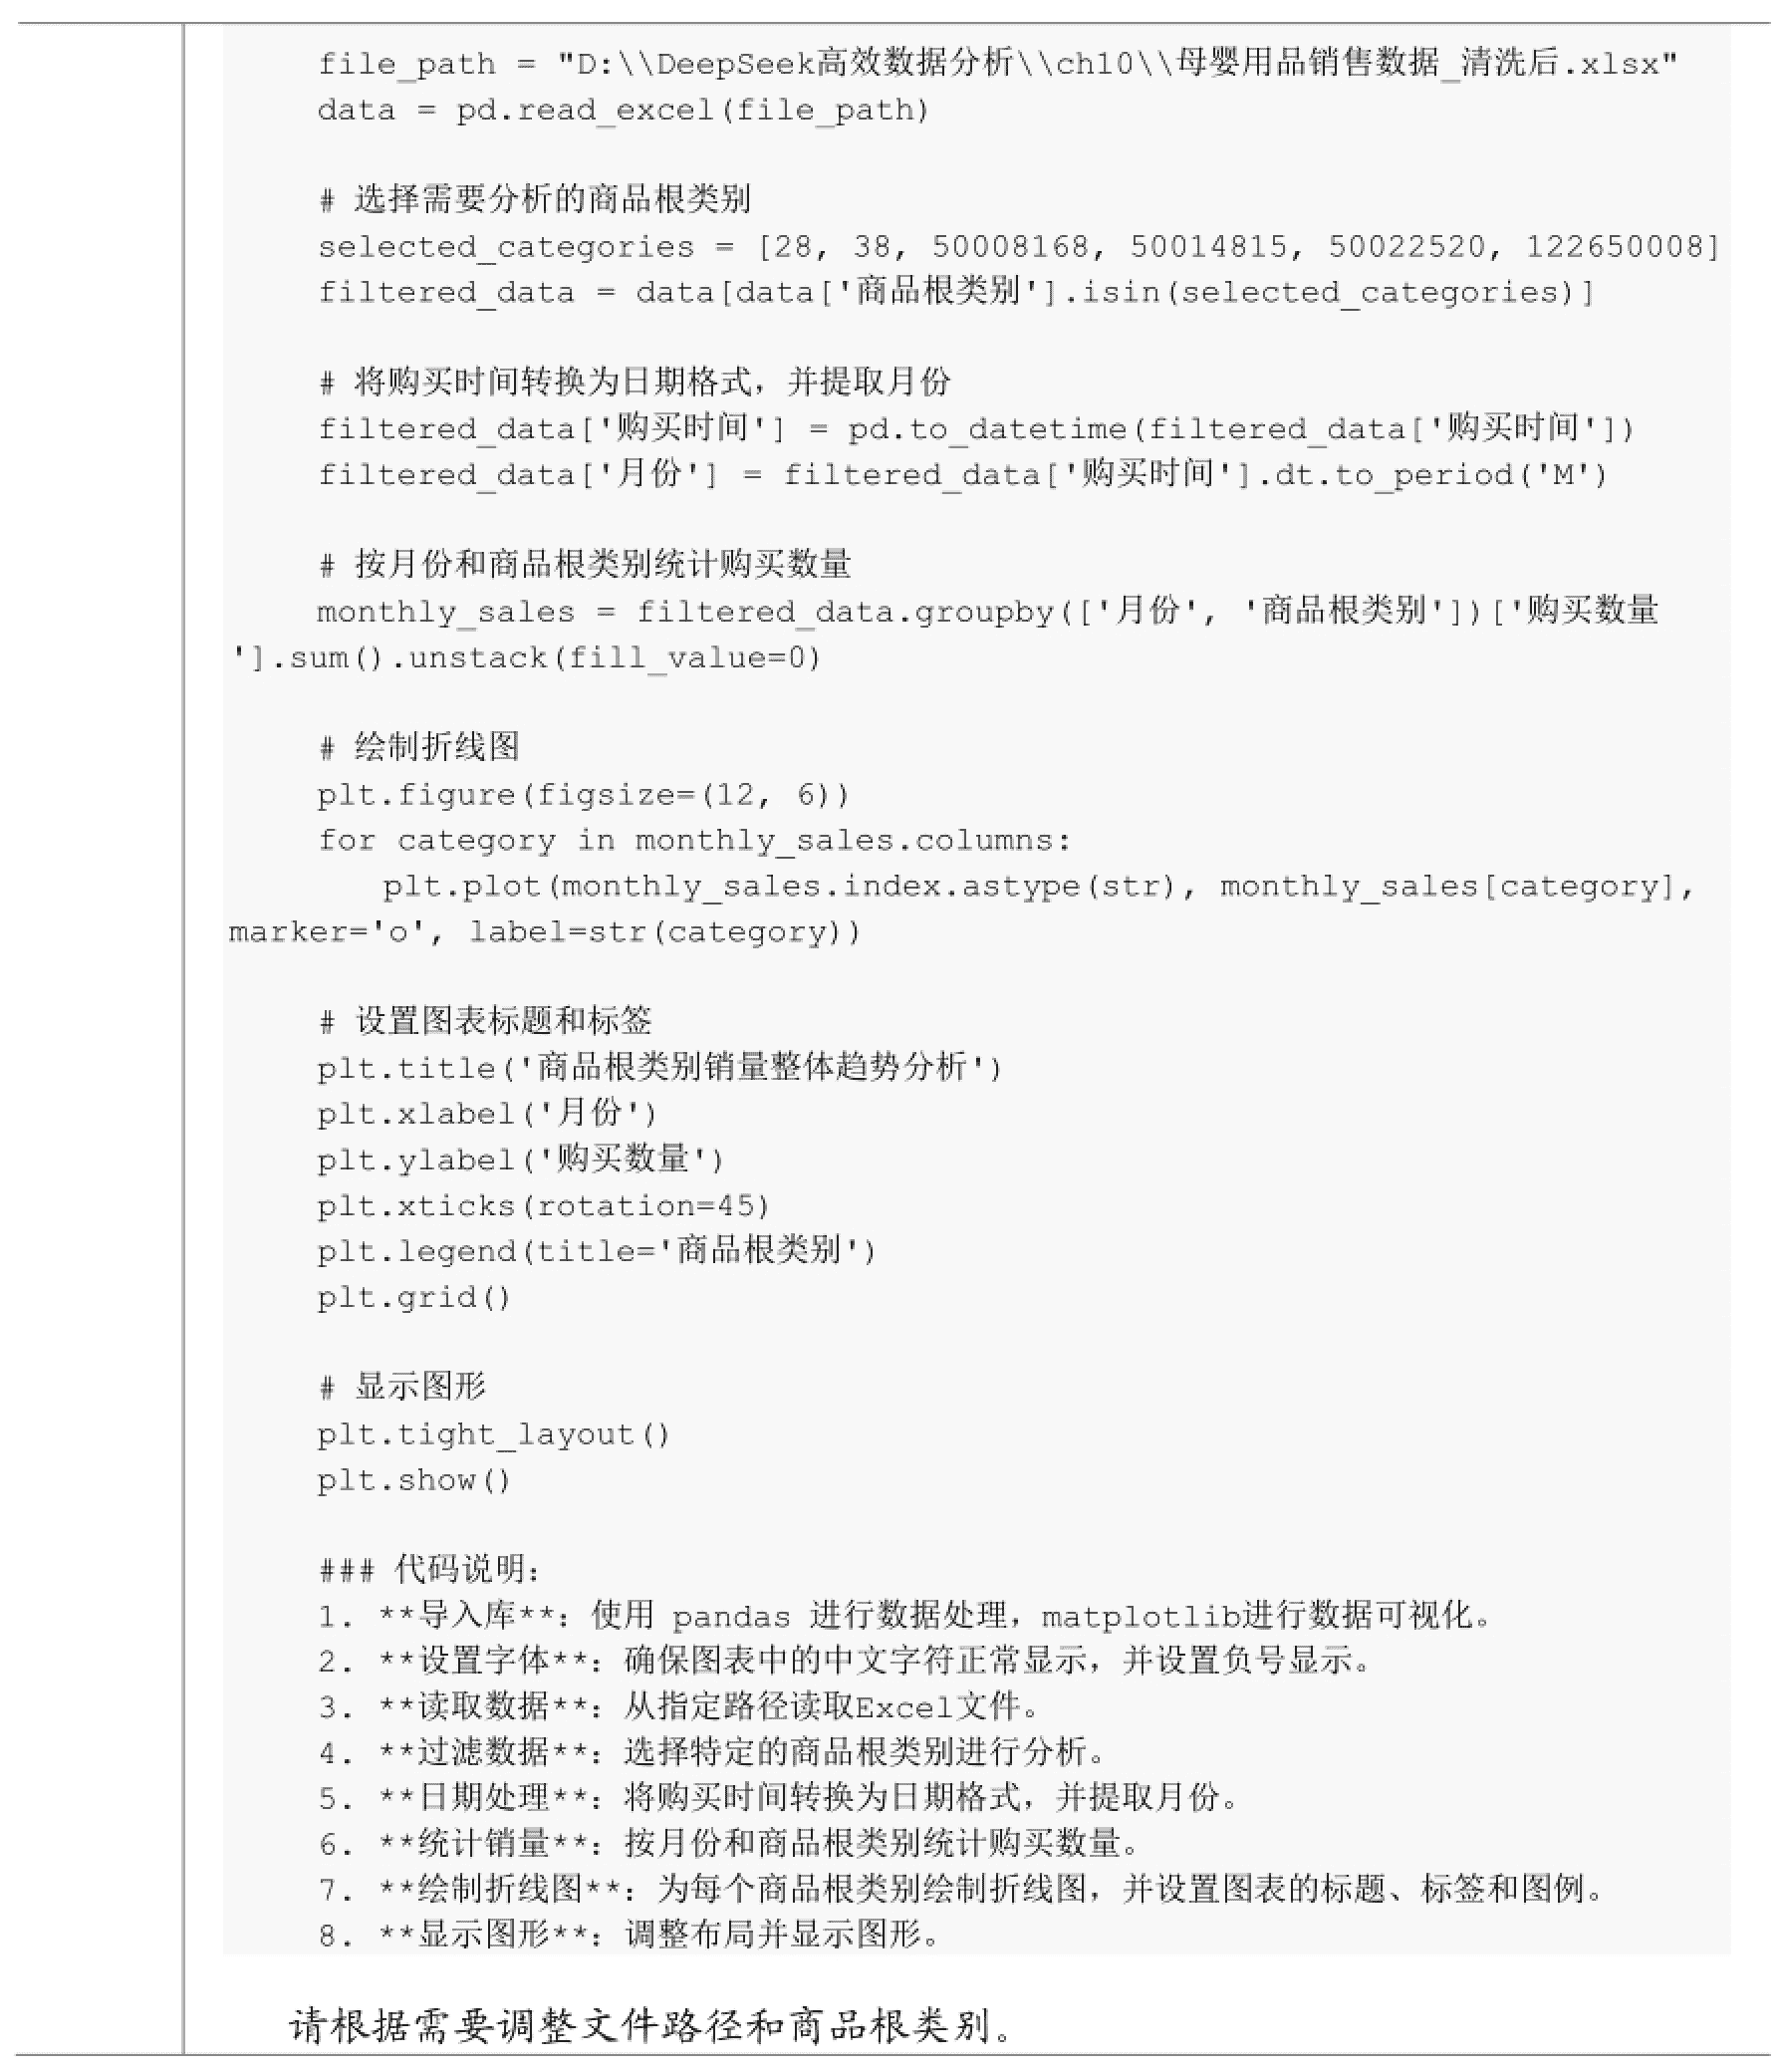 file_path = "D:\\DeepSeek高效数据分析\\ch10\\母婴用品销售数据_清洗后.xlsx"
data = pd.read_excel(file_path)
# 选择需要分析的商品根类别
selected_categories = [28, 38, 50008168, 50014815, 50022520, 122650008]
filtered_data = data[data['商品根类别'].isin(selected_categories)]
# 将购买时间转换为日期格式，并提取月份
filtered_data['购买时间'] = pd.to_datetime(filtered_data['购买时间'])
filtered_data['月份'] = filtered_data['购买时间'].dt.to_period('M')
# 按月份和商品根类别统计购买数量
monthly_sales = filtered_data.groupby(['月份', '商品根类别'])['购买数量
'].sum().unstack(fill_value=0)
# 绘制折线图
plt.figure(figsize=(12, 6))
for category in monthly_sales.columns:
plt.plot(monthly_sales.index.astype(str), monthly_sales[category],
marker='o', label=str(category))
# 设置图表标题和标签
plt.title('商品根类别销量整体趋势分析')
plt.xlabel('月份')
plt.ylabel('购买数量')
plt.xticks(rotation=45)
plt.legend(title='商品根类别')
plt.grid()
# 显示图形
plt.tight_layout()
plt.show()
### 代码说明：
1. **导入库**：使用 pandas 进行数据处理，matplotlib进行数据可视化。
2. **设置字体**：确保图表中的中文字符正常显示，并设置负号显示。
3. **读取数据**：从指定路径读取Excel文件。
4. **过滤数据**：选择特定的商品根类别进行分析。
5. **日期处理**：将购买时间转换为日期格式，并提取月份。
6. **统计销量**：按月份和商品根类别统计购买数量。
7. **绘制折线图**：为每个商品根类别绘制折线图，并设置图表的标题、标签和图例。
8. **显示图形**：调整布局并显示图形。
请根据需要调整文件路径和商品根类别。